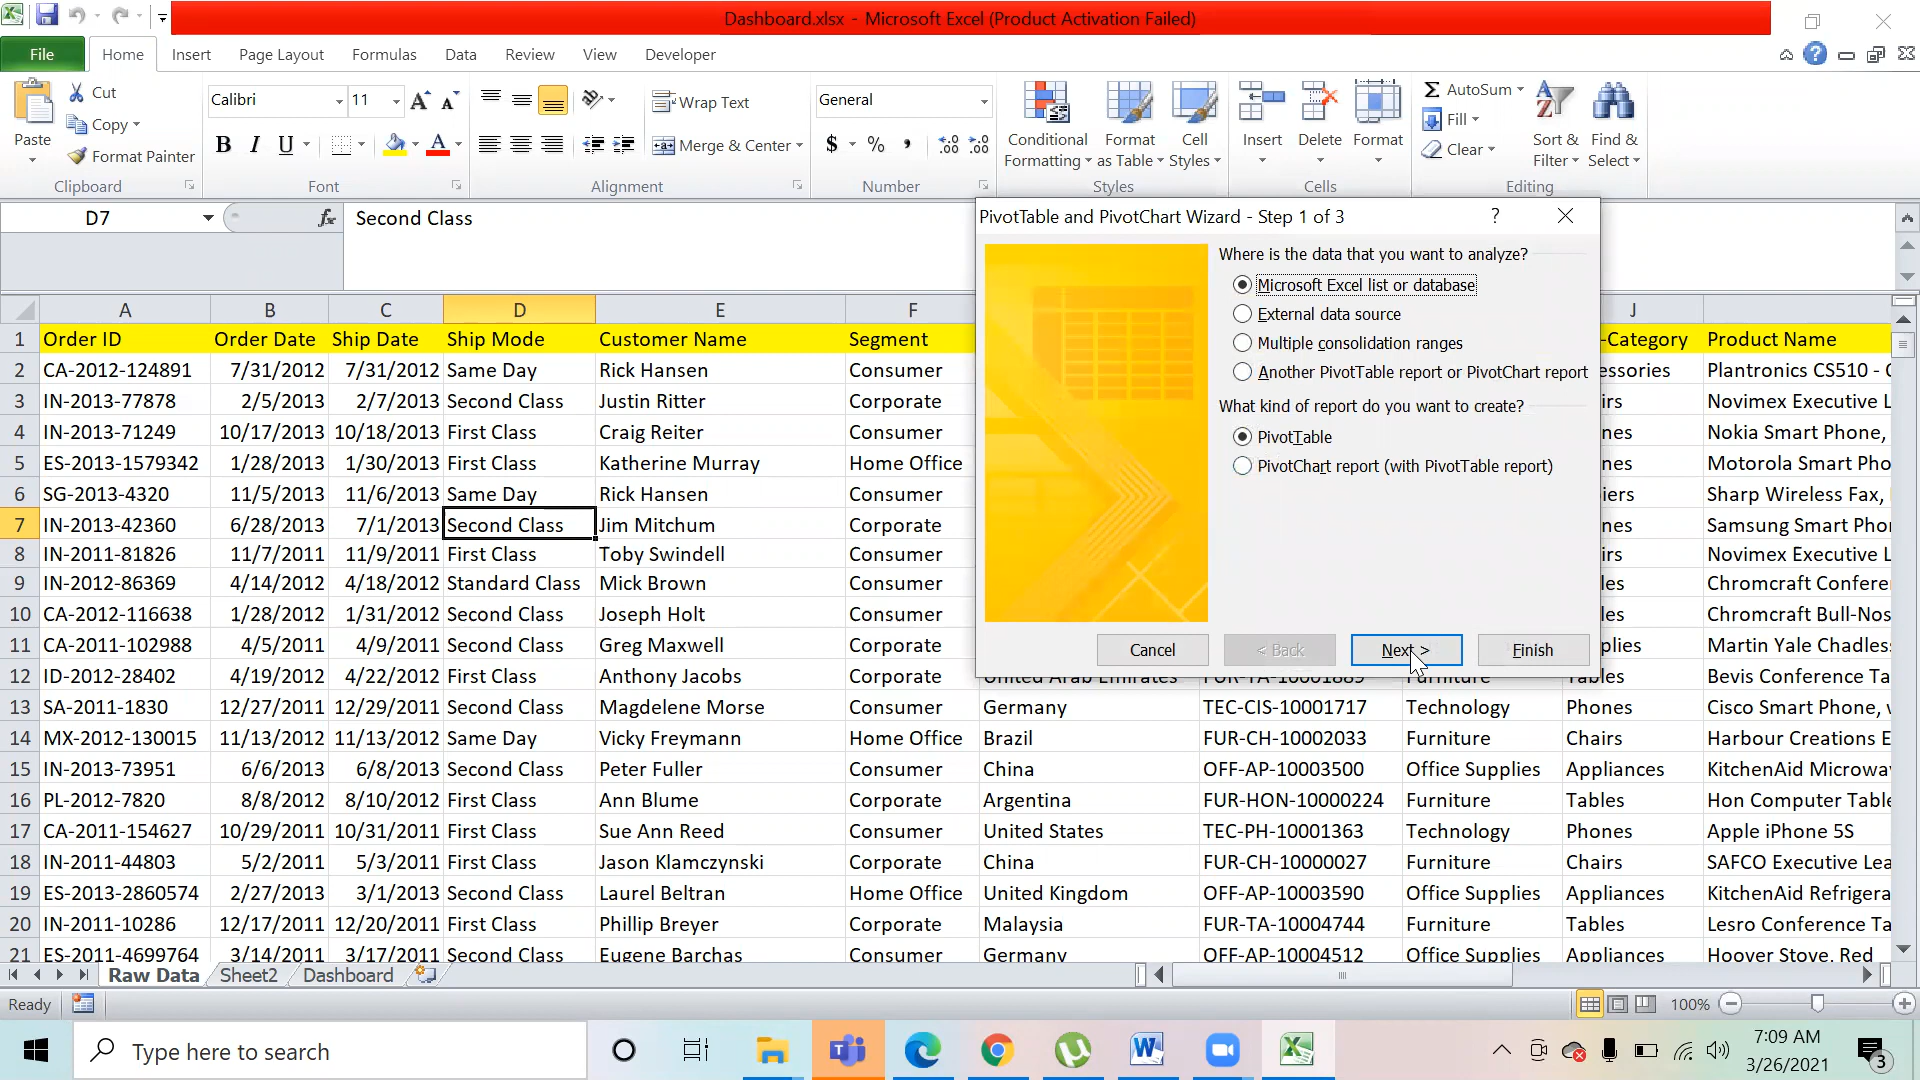 Dashboard.xlsx - Microsoft Excel (Product Activation Failed)
File Home Insert Page Layout Formulas Data Review View Developer
Paste
Cut
Copy
Format Painter
Clipboard
Calibri 11
B I U
Font
Wrap Text
Merge & Center
Alignment
General
$ % ,
Number
Conditional Formatting
Format as Table
Cell Styles
Styles
Insert Delete Format
Cells
AutoSum
Fill
Clear
Sort & Filter
Find & Select
Editing
D7 fx Second Class
PivotTable and PivotChart Wizard - Step 1 of 3 ?
Where is the data that you want to analyze?
Microsoft Excel list or database
External data source
Multiple consolidation ranges
Another PivotTable report or PivotChart report
What kind of report do you want to create?
PivotTable
PivotChart report (with PivotTable report)
Cancel < Back Next > Finish
A B C D E F J
1 Order ID Order Date Ship Date Ship Mode Customer Name Segment -Category Product Name
2 CA-2012-124891 7/31/2012 7/31/2012 Same Day Rick Hansen Consumer essories Plantronics CS510 - C
3 IN-2013-77878 2/5/2013 2/7/2013 Second Class Justin Ritter Corporate irs Novimex Executive L
4 IN-2013-71249 10/17/2013 10/18/2013 First Class Craig Reiter Consumer nes Nokia Smart Phone,
5 ES-2013-1579342 1/28/2013 1/30/2013 First Class Katherine Murray Home Office nes Motorola Smart Pho
6 SG-2013-4320 11/5/2013 11/6/2013 Same Day Rick Hansen Consumer iers Sharp Wireless Fax,
7 IN-2013-42360 6/28/2013 7/1/2013 Second Class Jim Mitchum Corporate nes Samsung Smart Phon
8 IN-2011-81826 11/7/2011 11/9/2011 First Class Toby Swindell Consumer irs Novimex Executive L
9 IN-2012-86369 4/14/2012 4/18/2012 Standard Class Mick Brown Consumer les Chromcraft Conferen
10 CA-2012-116638 1/28/2012 1/31/2012 Second Class Joseph Holt Consumer les Chromcraft Bull-Nos
11 CA-2011-102988 4/5/2011 4/9/2011 Second Class Greg Maxwell Corporate plies Martin Yale Chadless
12 ID-2012-28402 4/19/2012 4/22/2012 First Class Anthony Jacobs Corporate United Arab Emirates FUR-TA-10001889 Furniture Tables Bevis Conference Ta
13 SA-2011-1830 12/27/2011 12/29/2011 Second Class Magdelene Morse Consumer Germany TEC-CIS-10001717 Technology Phones Cisco Smart Phone, w
14 MX-2012-130015 11/13/2012 11/13/2012 Same Day Vicky Freymann Home Office Brazil FUR-CH-10002033 Furniture Chairs Harbour Creations E
15 IN-2013-73951 6/6/2013 6/8/2013 Second Class Peter Fuller Consumer China OFF-AP-10003500 Office Supplies Appliances KitchenAid Microwav
16 PL-2012-7820 8/8/2012 8/10/2012 First Class Ann Blume Corporate Argentina FUR-HON-10000224 Furniture Tables Hon Computer Table
17 CA-2011-154627 10/29/2011 10/31/2011 First Class Sue Ann Reed Consumer United States TEC-PH-10001363 Technology Phones Apple iPhone 5S
18 IN-2011-44803 5/2/2011 5/3/2011 First Class Jason Klamczynski Corporate China FUR-CH-10000027 Furniture Chairs SAFCO Executive Lea
19 ES-2013-2860574 2/27/2013 3/1/2013 Second Class Laurel Beltran Home Office United Kingdom OFF-AP-10003590 Office Supplies Appliances KitchenAid Refrigera
20 IN-2011-10286 12/17/2011 12/20/2011 First Class Phillip Breyer Corporate Malaysia FUR-TA-10004744 Furniture Tables Lesro Conference Ta
21 ES-2011-4699764 3/14/2011 3/17/2011 Second Class Eugene Barchas Consumer Germany OFF-AP-10004512 Office Supplies Appliances Hoover Stove, Red
Raw Data Sheet2 Dashboard
Ready 100%
Type here to search
7:09 AM
3/26/2021
3